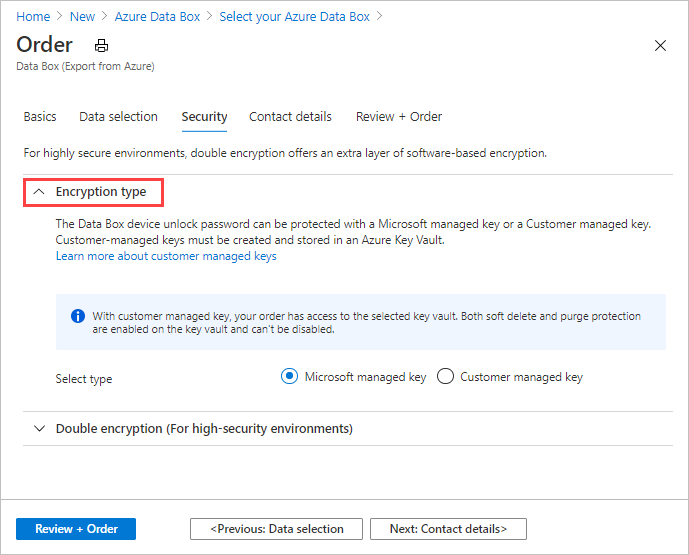 Home > New > Azure Data Box > Select your Azure Data Box >
Order
Data Box (Export from Azure)
Basics Data selection Security Contact details Review + Order
For highly secure environments, double encryption offers an extra layer of software-based encryption.
Encryption type
The Data Box device unlock password can be protected with a Microsoft managed key or a Customer managed key.
Customer-managed keys must be created and stored in an Azure Key Vault.
Learn more about customer managed keys
With customer managed key, your order has access to the selected key vault. Both soft delete and purge protection
are enabled on the key vault and can't be disabled.
Select type Microsoft managed key Customer managed key
Double encryption (For high-security environments)
Review + Order <Previous: Data selection Next: Contact details>